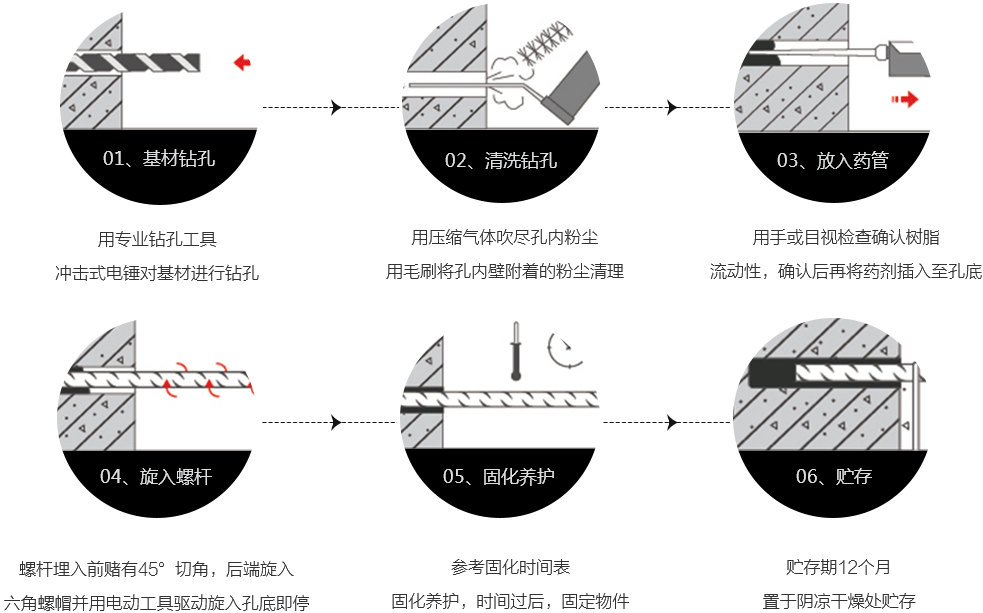 01、基材钻孔
用专业钻孔工具
冲击式电锤对基材进行钻孔
02、清洗钻孔
用压缩气体吹尽孔内粉尘
用毛刷将孔内壁附着的粉尘清理
03、放入药管
用手或目视检查确认树脂
流动性，确认后再将药剂插入至孔底
04、旋入螺杆
螺杆埋入前赌有45°切角，后端旋入
六角螺帽并用电动工具驱动旋入孔底即停
05、固化养护
参考固化时间表
固化养护，时间过后，固定物件
06、贮存
贮存期12个月
置于阴凉干燥处贮存